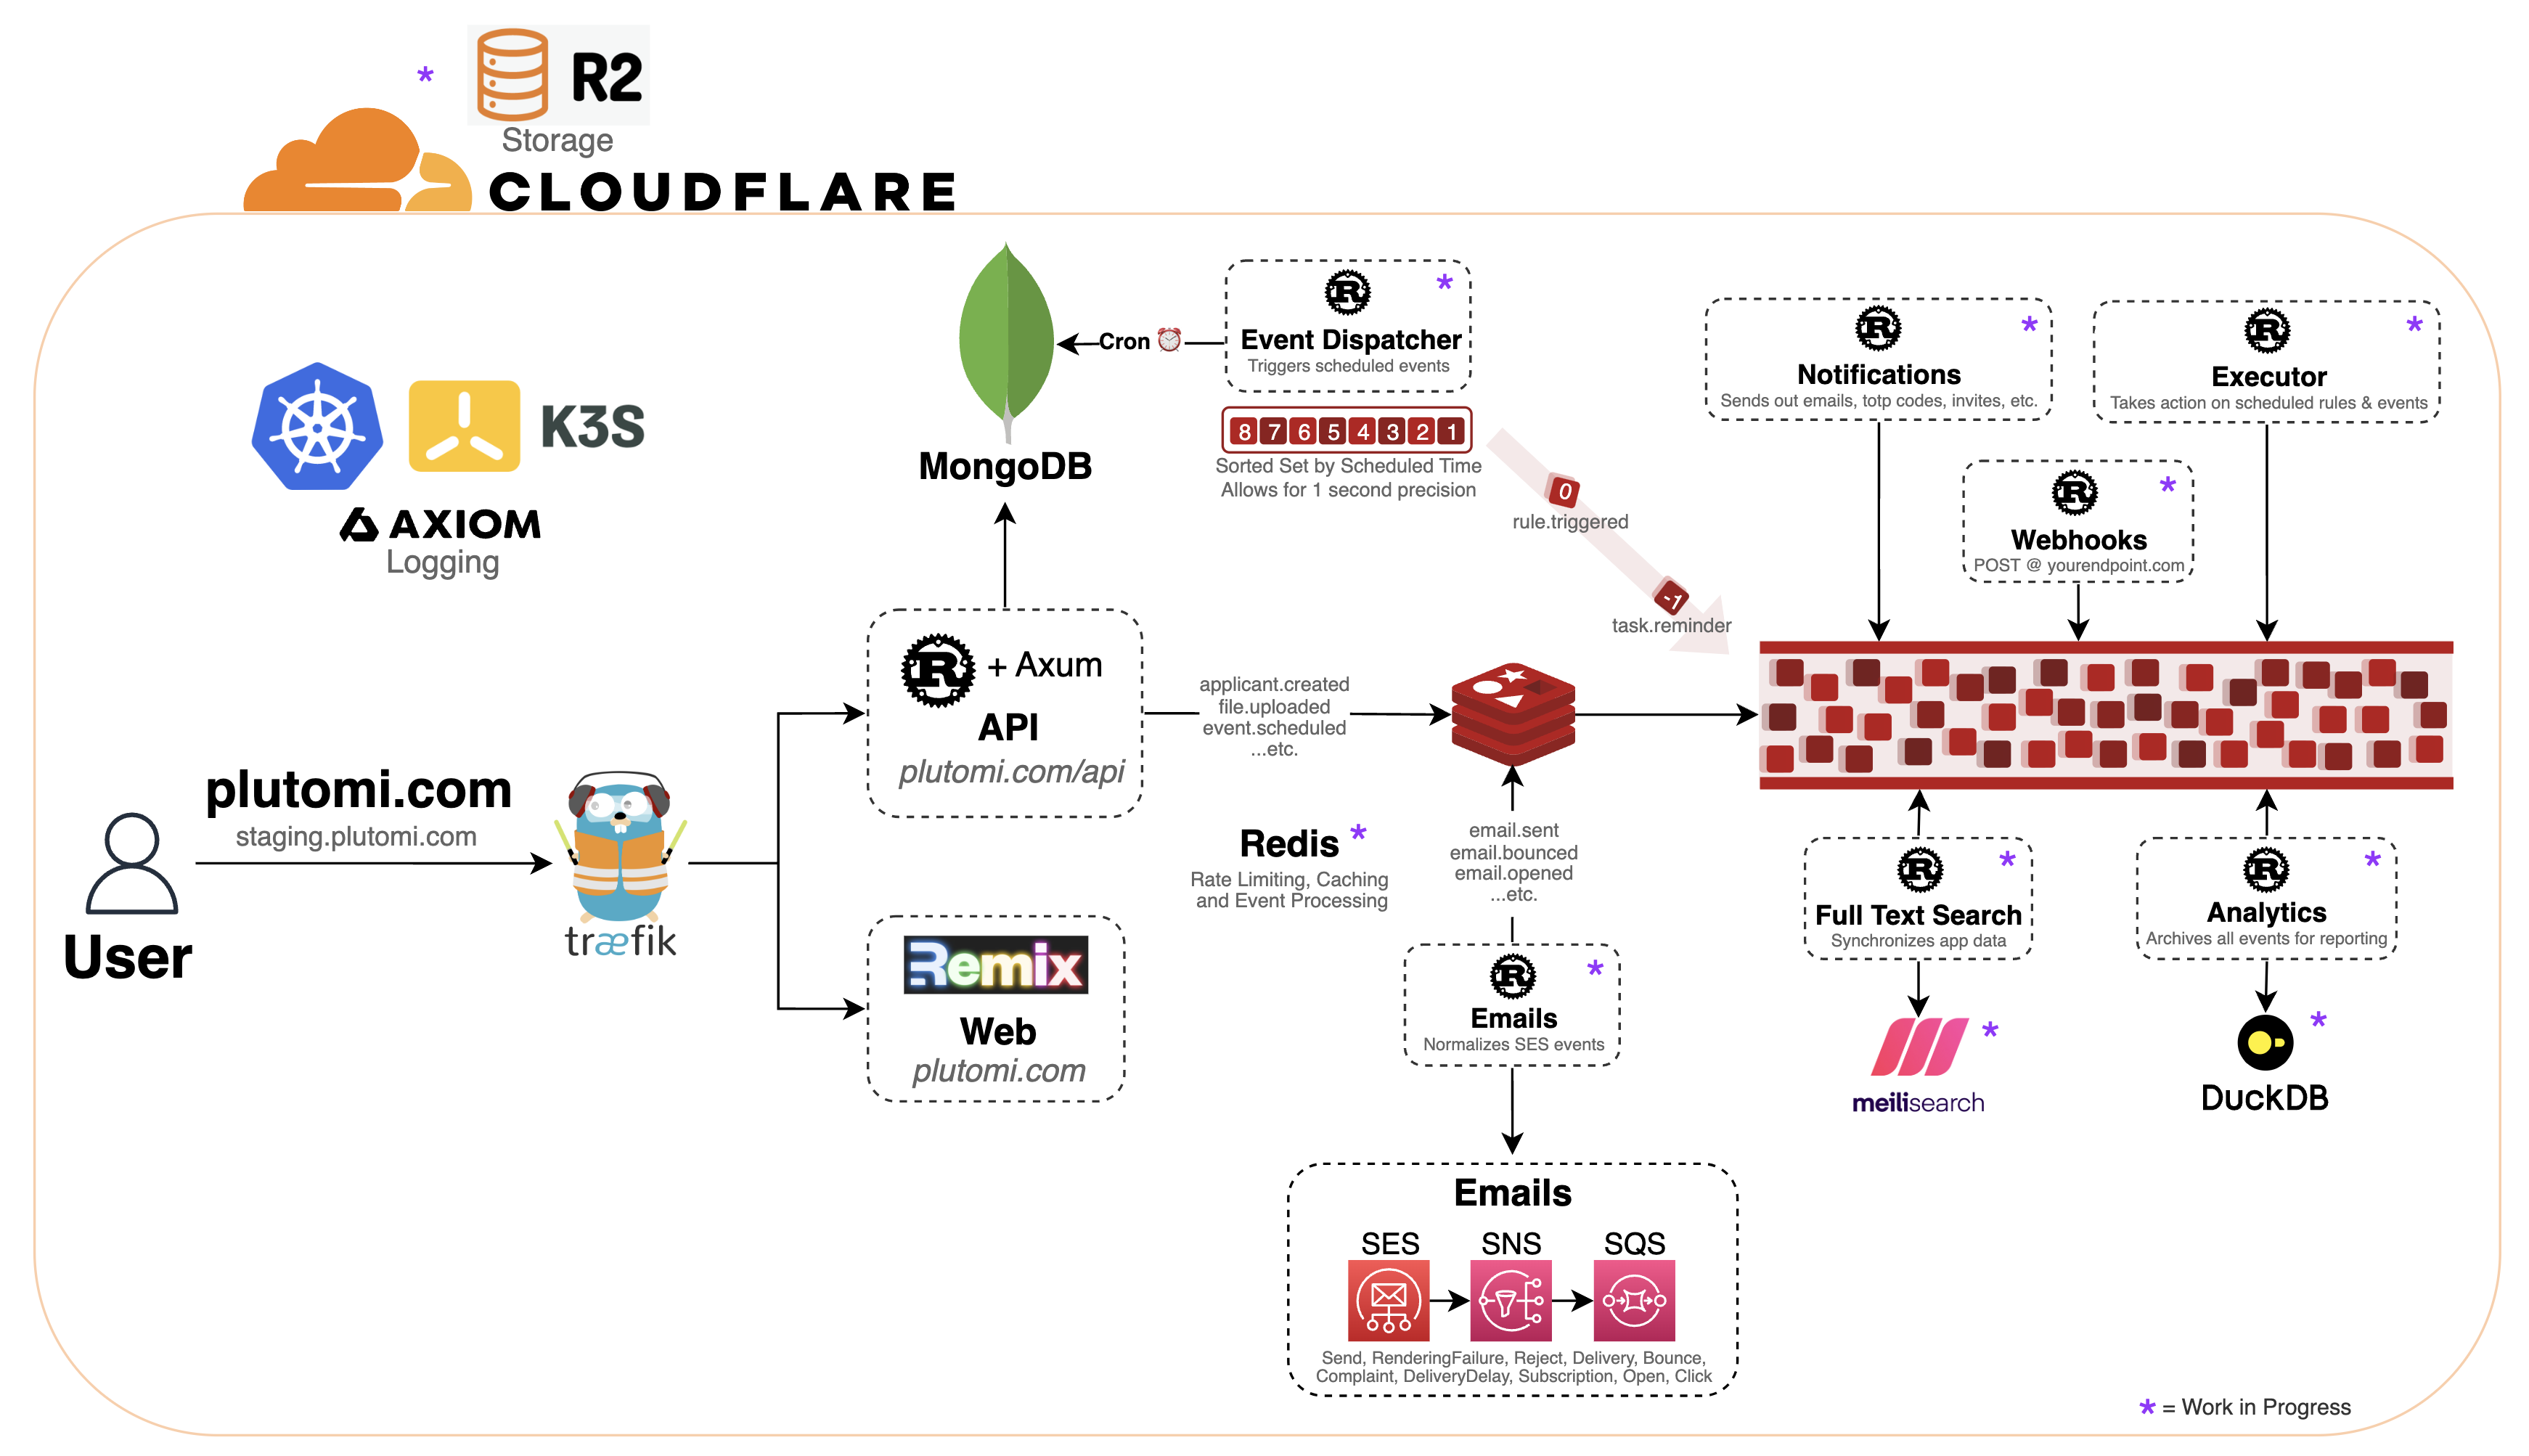 *
R2
Storage
CLOUDFLARE
K3S
AXIOM
Logging
MongoDB
Cron ⏰
*
Event Dispatcher
Triggers scheduled events
8 7 6 5 4 3 2 1
Sorted Set by Scheduled Time
Allows for 1 second precision
0
rule.triggered
-1
task.reminder
*
Notifications
Sends out emails, totp codes, invites, etc.
*
Executor
Takes action on scheduled rules & events
*
Webhooks
POST @ yourendpoint.com
User
plutomi.com
staging.plutomi.com
træfik
R + Axum
API
plutomi.com/api
Remix
Web
plutomi.com
applicant.created
file.uploaded
event.scheduled
...etc.
Redis *
Rate Limiting, Caching
and Event Processing
email.sent
email.bounced
email.opened
...etc.
*
Emails
Normalizes SES events
*
Full Text Search
Synchronizes app data
*
meilisearch
*
Analytics
Archives all events for reporting
*
DuckDB
Emails
SES SNS SQS
Send, RenderingFailure, Reject, Delivery, Bounce,
Complaint, DeliveryDelay, Subscription, Open, Click
* = Work in Progress